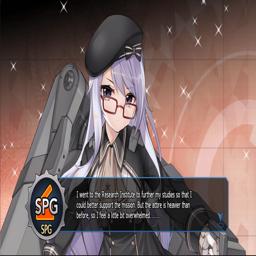 I went to the Research Institute to further my studies so that I
could better support the mission. But the attire is heavier than
before, so I feel a little bit overwhelmed........
SPG
SPG